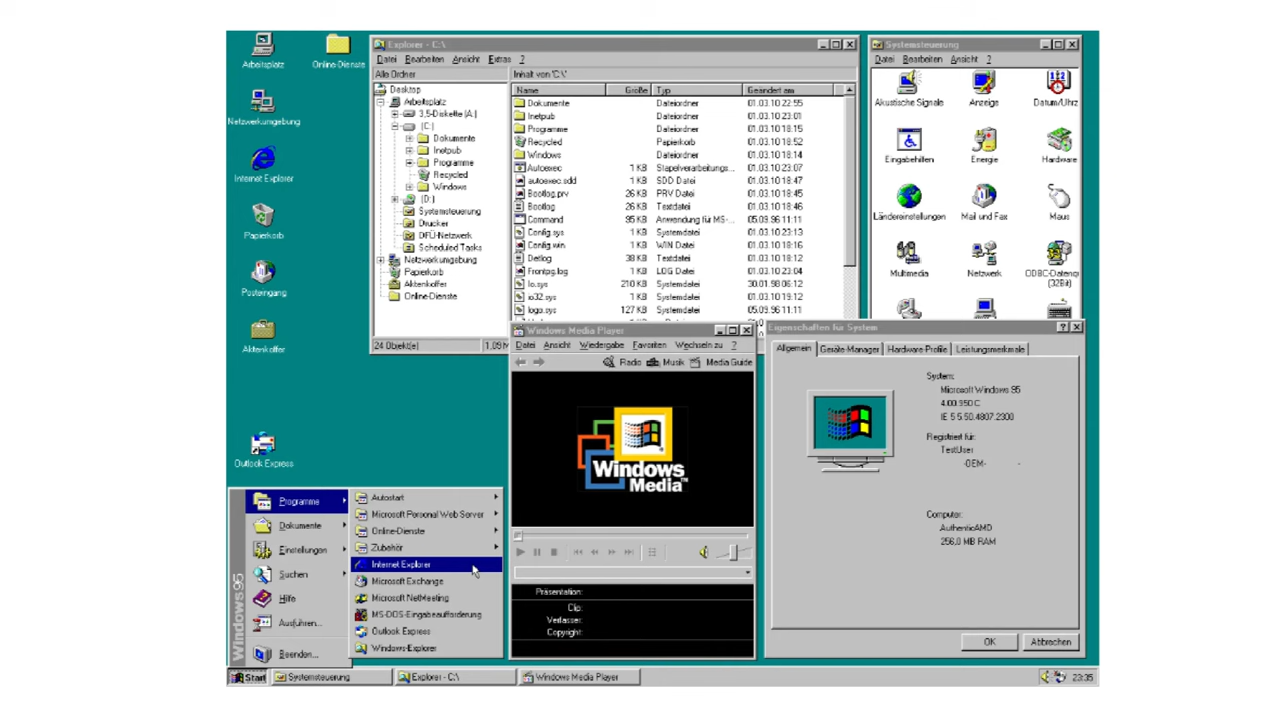 Arbeitsplatz
Online-Dienste
Netzwerkumgebung
Internet Explorer
Papierkorb
Posteingang
Aktenkoffer
Outlook Express
Explorer - C:\
Datei Bearbeiten Ansicht Extras ?
Alle Ordner
Desktop
Arbeitsplatz
3,5-Diskette (A:)
(C:)
Dokumente
Inetpub
Programme
Recycled
Windows
(D:)
Systemsteuerung
Drucker
DFÜ-Netzwerk
Scheduled Tasks
Netzwerkumgebung
Papierkorb
Aktenkoffer
Online-Dienste
Inhalt von 'C:\'
Name Größe Typ Geändert am
Dokumente Dateiordner 01.03.10 22:55
Inetpub Dateiordner 01.03.10 23:01
Programme Dateiordner 01.03.10 18:15
Recycled Papierkorb 01.03.10 18:52
Windows Dateiordner 01.03.10 18:14
Autoexec 1 KB Stapelverarbeitungs... 01.03.10 23:07
autoexec.sdd 1 KB SDD Datei 01.03.10 18:47
Bootlog.prv 26 KB PRV Datei 01.03.10 18:45
Bootlog 26 KB Textdatei 01.03.10 18:46
Command 95 KB Anwendung für MS-... 05.09.96 11:11
Config.sys 1 KB Systemdatei 01.03.10 23:13
Config.win 1 KB WIN Datei 01.03.10 18:16
Detlog 38 KB Textdatei 01.03.10 18:18
Frontpg.log 1 KB LOG Datei 01.03.10 23:04
Io.sys 210 KB Systemdatei 30.01.98 06:12
io32.sys 1 KB Systemdatei 01.03.10 19:12
logo.sys 127 KB Systemdatei 05.09.96 11:11
24 Objekt(e) 1,09
Systemsteuerung
Datei Bearbeiten Ansicht ?
Akustische Signale Anzeige Datum/Uhrz
Eingabehilfen Energie Hardware
Ländereinstellungen Mail und Fax Maus
Multimedia Netzwerk ODBC-Datenq
(32Bit)
Windows Media Player
Datei Ansicht Wiedergabe Favoriten Wechseln zu ?
Radio Musik Media Guide
Windows
Media™
Präsentation:
Clip:
Verfasser:
Copyright:
Eigenschaften für System
Allgemein Geräte-Manager Hardware-Profile Leistungsmerkmale
System:
Microsoft Windows 95
4.00.950 C
IE 5 5.50.4807.2300
Registriert für:
TestUser
-OEM-
Computer:
AuthenticAMD
256,0 MB RAM
OK Abbrechen
Windows 95
Programme
Dokumente
Einstellungen
Suchen
Hilfe
Ausführen...
Beenden...
Autostart
Microsoft Personal Web Server
Online-Dienste
Zubehör
Internet Explorer
Microsoft Exchange
Microsoft NetMeeting
MS-DOS-Eingabeaufforderung
Outlook Express
Windows-Explorer
Start Systemsteuerung Explorer - C:\ Windows Media Player 23:35